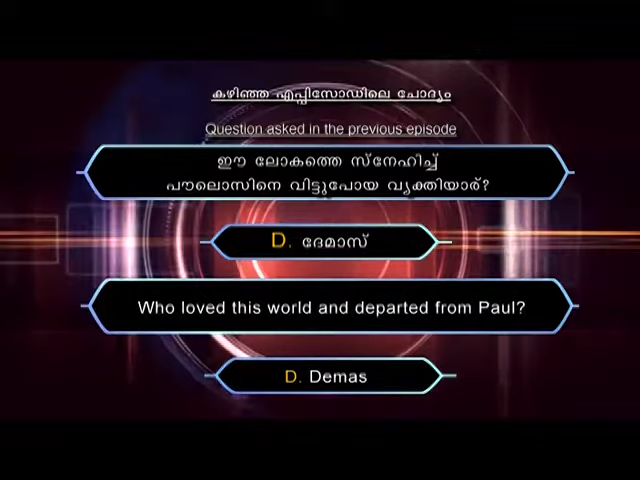 കഴിഞ്ഞ എപ്പിസോഡിലെ ചോദ്യം
Question asked in the previous episode
ഈ ലോകത്തെ സ്നേഹിച്ച്
പൗലൊസിനെ വിട്ടുപോയ വ്യക്തിയാര്?
D. ദേമാസ്
Who loved this world and departed from Paul?
D. Demas